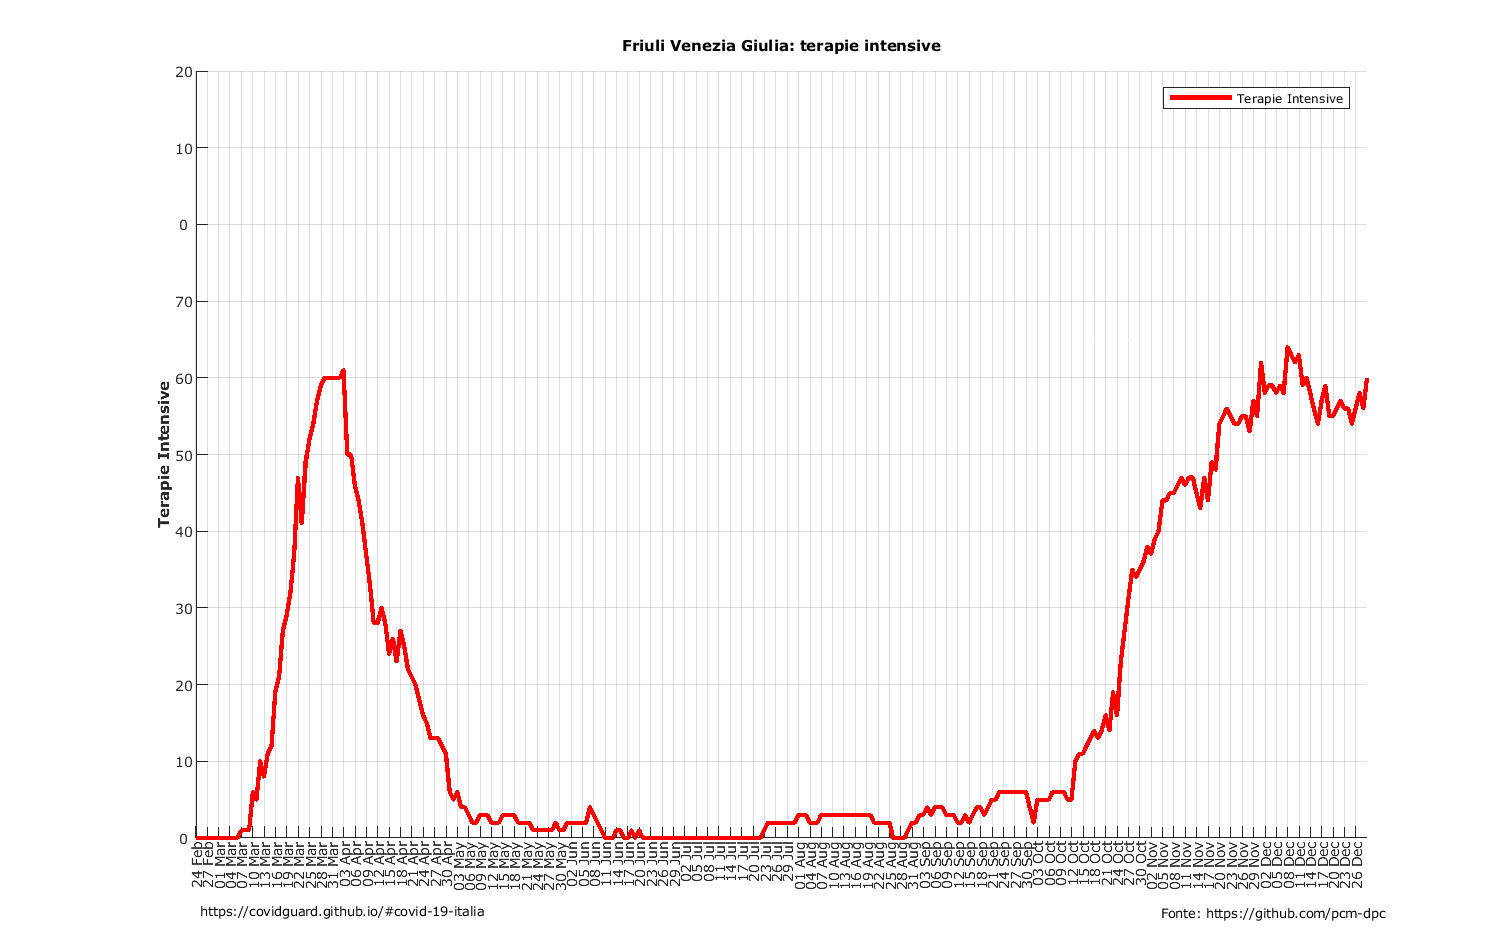 Friuli Venezia Giulia: terapie intensive
Terapie Intensive
20
10
0
70
60
50
40
30
20
10
0
Terapie Intensive
24 Feb
27 Feb
01 Mar
04 Mar
07 Mar
10 Mar
13 Mar
16 Mar
19 Mar
22 Mar
25 Mar
28 Mar
31 Mar
03 Apr
06 Apr
09 Apr
12 Apr
15 Apr
18 Apr
21 Apr
24 Apr
27 Apr
30 Apr
03 May
06 May
09 May
12 May
15 May
18 May
21 May
24 May
27 May
30 May
02 Jun
05 Jun
08 Jun
11 Jun
14 Jun
17 Jun
20 Jun
23 Jun
26 Jun
29 Jun
02 Jul
05 Jul
08 Jul
11 Jul
14 Jul
17 Jul
20 Jul
23 Jul
26 Jul
29 Jul
01 Aug
04 Aug
07 Aug
10 Aug
13 Aug
16 Aug
19 Aug
22 Aug
25 Aug
28 Aug
31 Aug
03 Sep
06 Sep
09 Sep
12 Sep
15 Sep
18 Sep
21 Sep
24 Sep
27 Sep
30 Sep
03 Oct
06 Oct
09 Oct
12 Oct
15 Oct
18 Oct
21 Oct
24 Oct
27 Oct
30 Oct
02 Nov
05 Nov
08 Nov
11 Nov
14 Nov
17 Nov
20 Nov
23 Nov
26 Nov
29 Nov
02 Dec
05 Dec
08 Dec
11 Dec
14 Dec
17 Dec
20 Dec
23 Dec
26 Dec
https://covidguard.github.io/#covid-19-italia
Fonte: https://github.com/pcm-dpc